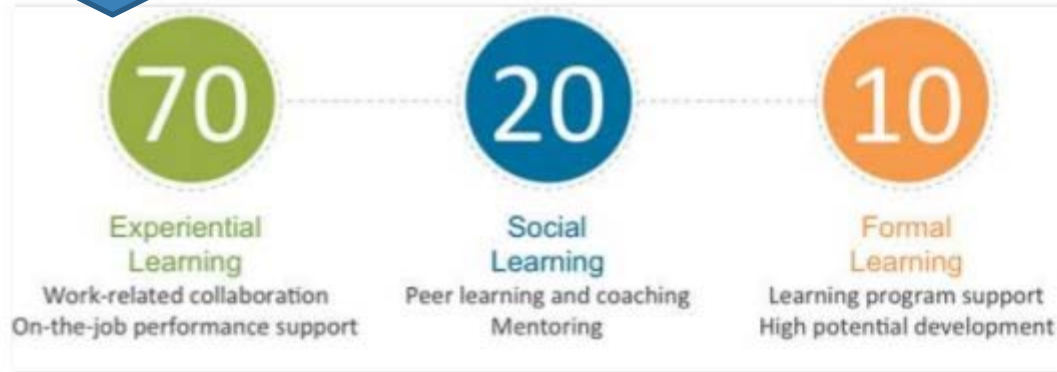 70
Experiential
Learning
Work-related collaboration
On-the-job performance support
20
Social
Learning
Peer learning and coaching
Mentoring
10
Formal
Learning
Learning program support
High potential development